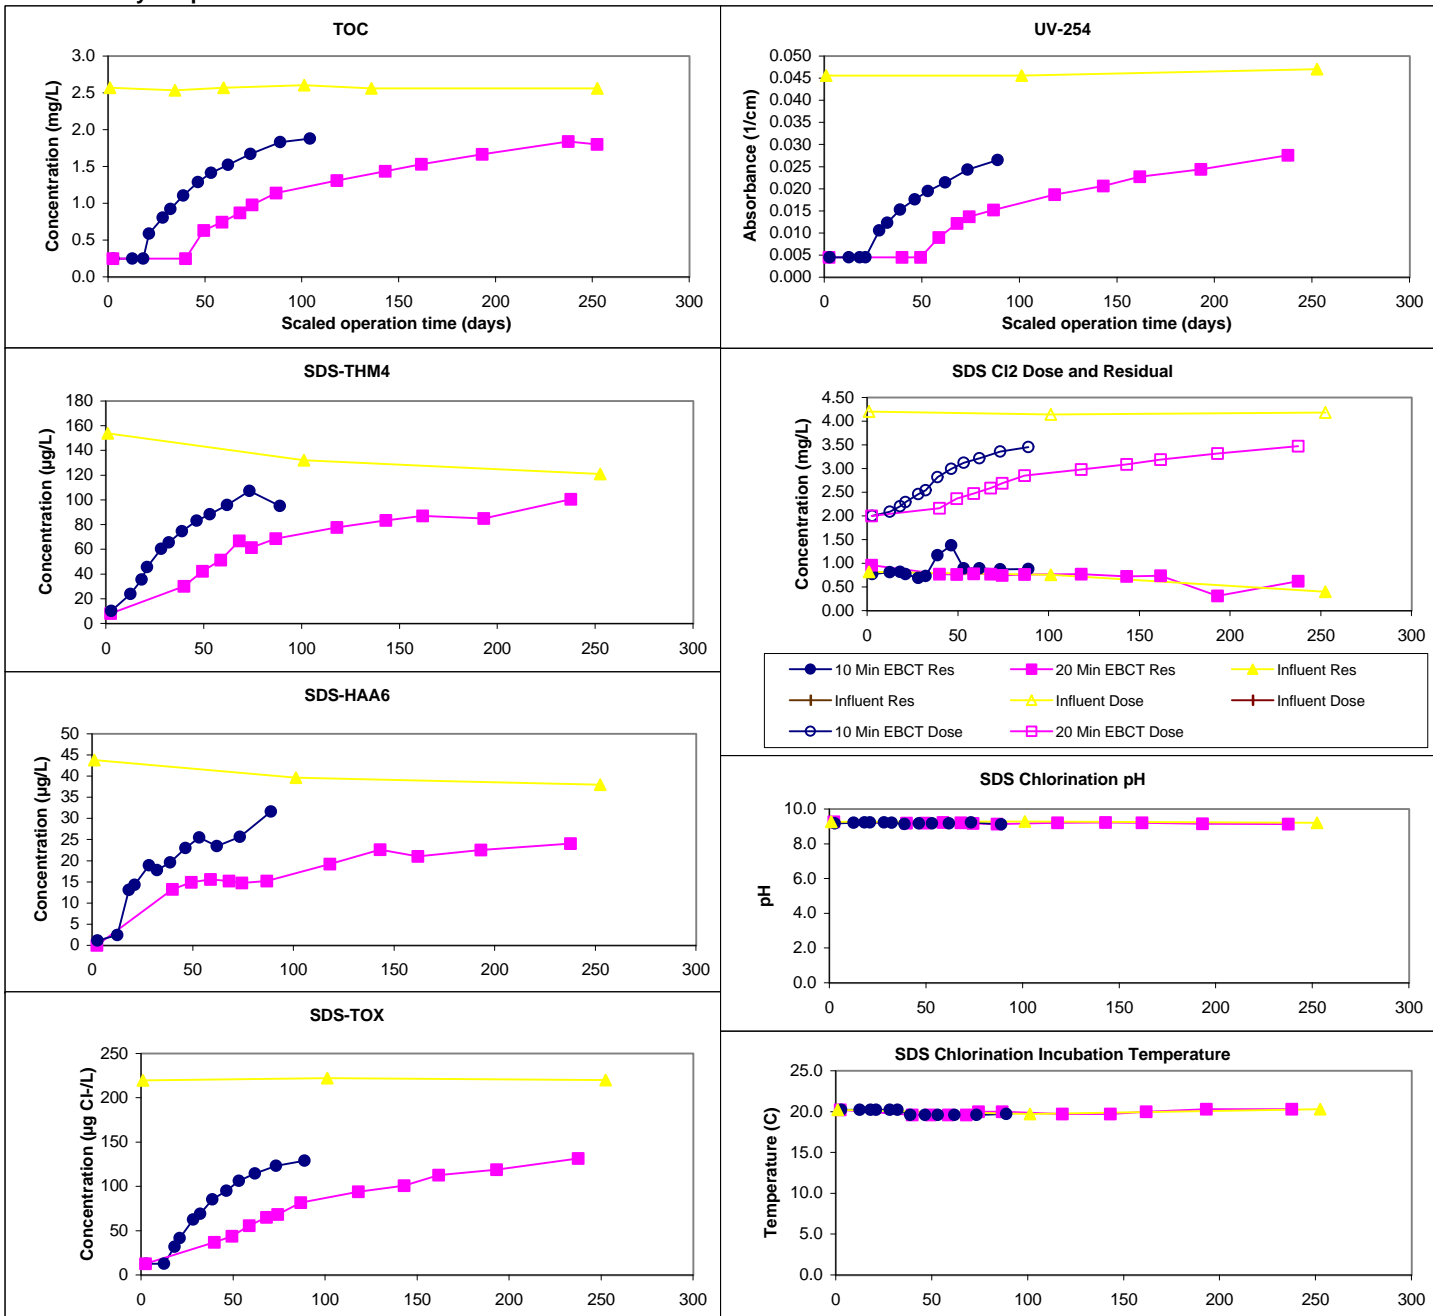 TOC
Concentration (mg/L)
3.0
2.5
2.0
1.5
1.0
0.5
0.0
0 50 100 150 200 250 300
Scaled operation time (days)
UV-254
Absorbance (1/cm)
0.050
0.045
0.040
0.035
0.030
0.025
0.020
0.015
0.010
0.005
0.000
0 50 100 150 200 250 300
Scaled operation time (days)
SDS-THM4
Concentration (µg/L)
180
160
140
120
100
80
60
40
20
0
0 50 100 150 200 250 300
SDS Cl2 Dose and Residual
Concentration (mg/L)
4.50
4.00
3.50
3.00
2.50
2.00
1.50
1.00
0.50
0.00
0 50 100 150 200 250 300
10 Min EBCT Res 20 Min EBCT Res Influent Res
Influent Res Influent Dose Influent Dose
10 Min EBCT Dose 20 Min EBCT Dose
SDS-HAA6
Concentration (µg/L)
50
45
40
35
30
25
20
15
10
5
0
0 50 100 150 200 250 300
SDS Chlorination pH
pH
10.0
8.0
6.0
4.0
2.0
0.0
0 50 100 150 200 250 300
SDS-TOX
Concentration (µg Cl-/L)
250
200
150
100
50
0
0 50 100 150 200 250 300
SDS Chlorination Incubation Temperature
Temperature (C)
25.0
20.0
15.0
10.0
5.0
0.0
0 50 100 150 200 250 300